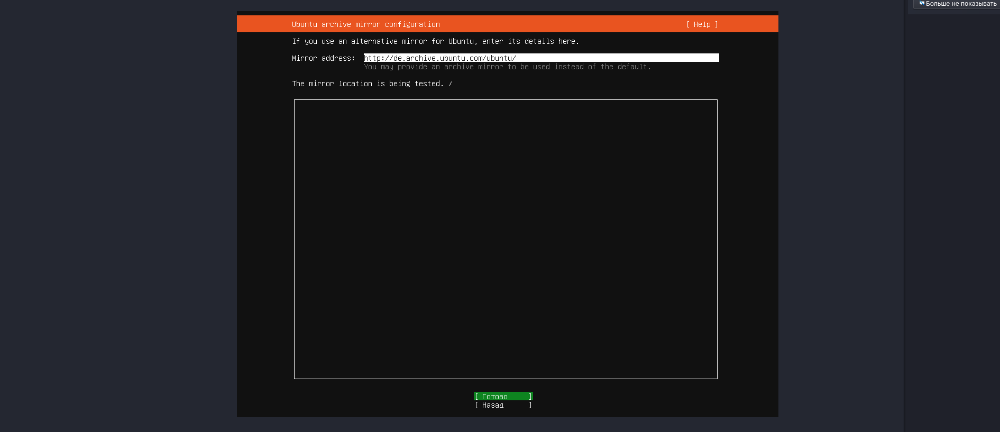 Больше не показывать
Ubuntu archive mirror configuration [ Help ]
If you use an alternative mirror for Ubuntu, enter its details here.
Mirror address: http://de.archive.ubuntu.com/ubuntu/
You may provide an archive mirror to be used instead of the default.
The mirror location is being tested. /
[ Готово ]
[ Назад ]